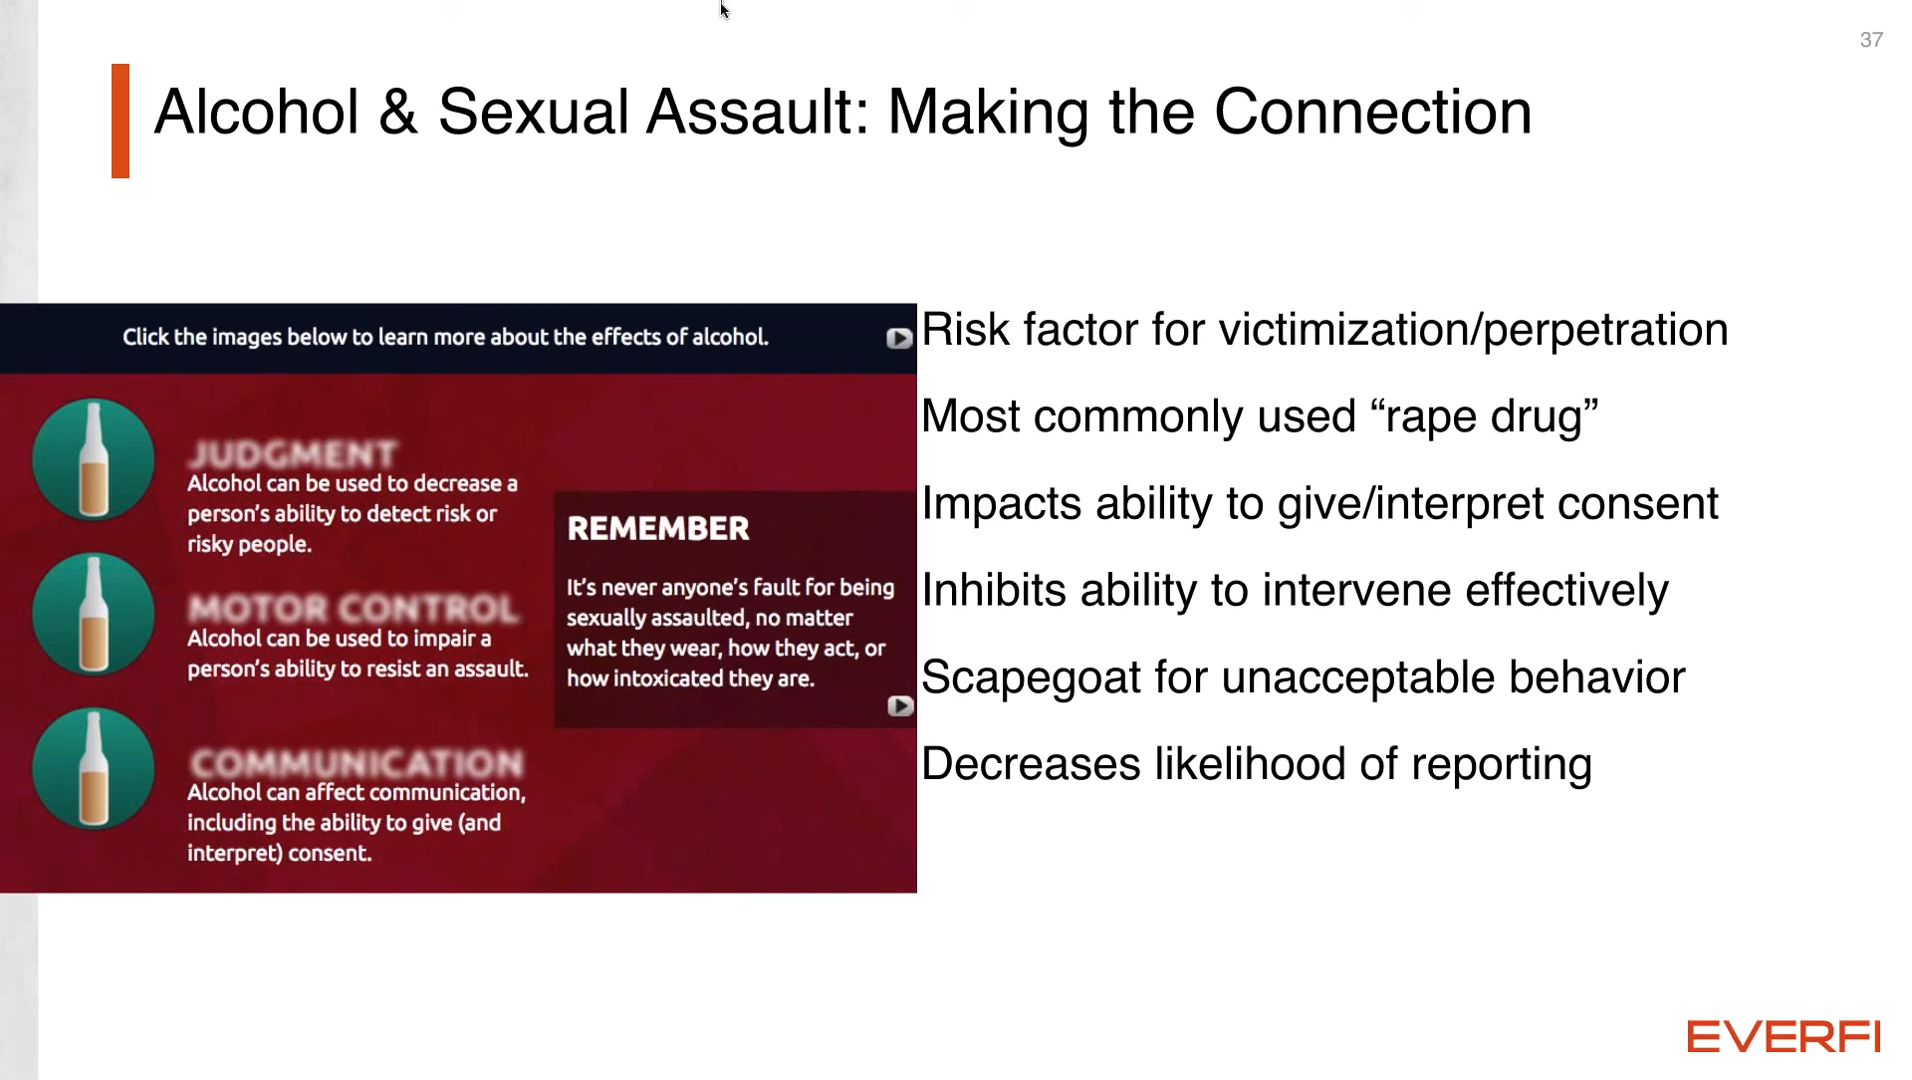 37
Alcohol & Sexual Assault: Making the Connection
Click the images below to learn more about the effects of alcohol.
JUDGMENT
Alcohol can be used to decrease a
person’s ability to detect risk or
risky people.
MOTOR CONTROL
Alcohol can be used to impair a
person’s ability to resist an assault.
COMMUNICATION
Alcohol can affect communication,
including the ability to give (and
interpret) consent.
REMEMBER
It’s never anyone’s fault for being
sexually assaulted, no matter
what they wear, how they act, or
how intoxicated they are.
Risk factor for victimization/perpetration
Most commonly used “rape drug”
Impacts ability to give/interpret consent
Inhibits ability to intervene effectively
Scapegoat for unacceptable behavior
Decreases likelihood of reporting
EVERFI